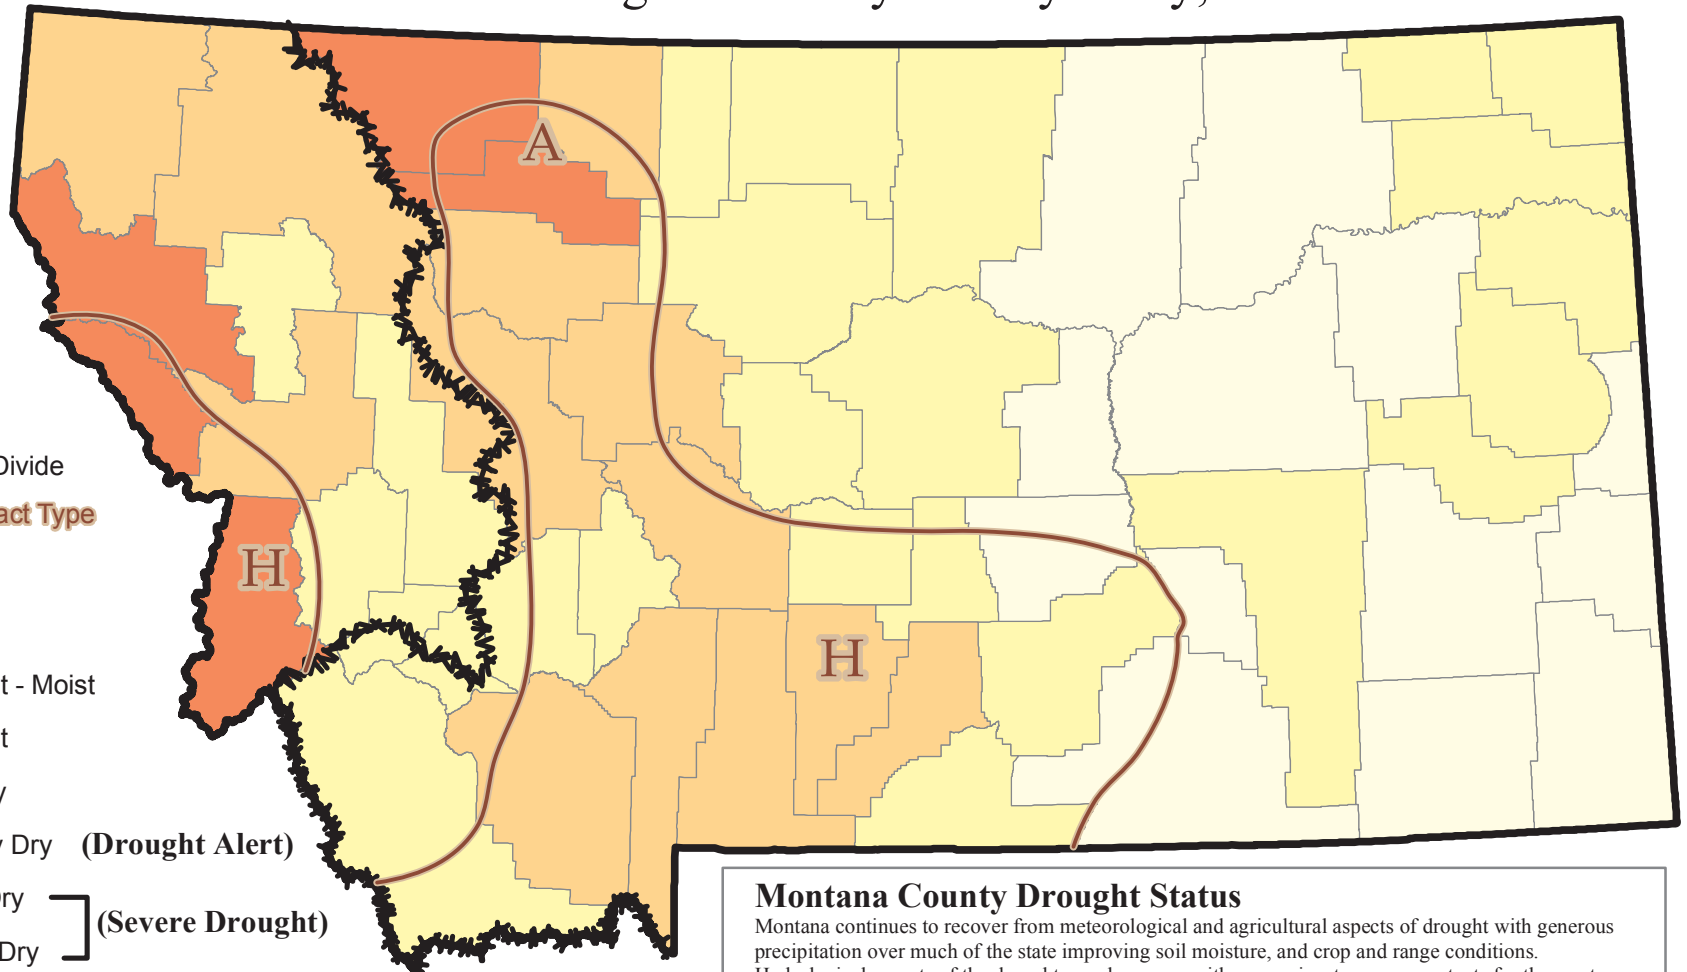 A
H
H
Divide
act Type
t - Moist
t
y
y Dry (Drought Alert)
Dry
(Severe Drought)
Dry
Montana County Drought Status
Montana continues to recover from meteorological and agricultural aspects of drought with generous
precipitation over much of the state improving soil moisture, and crop and range conditions.